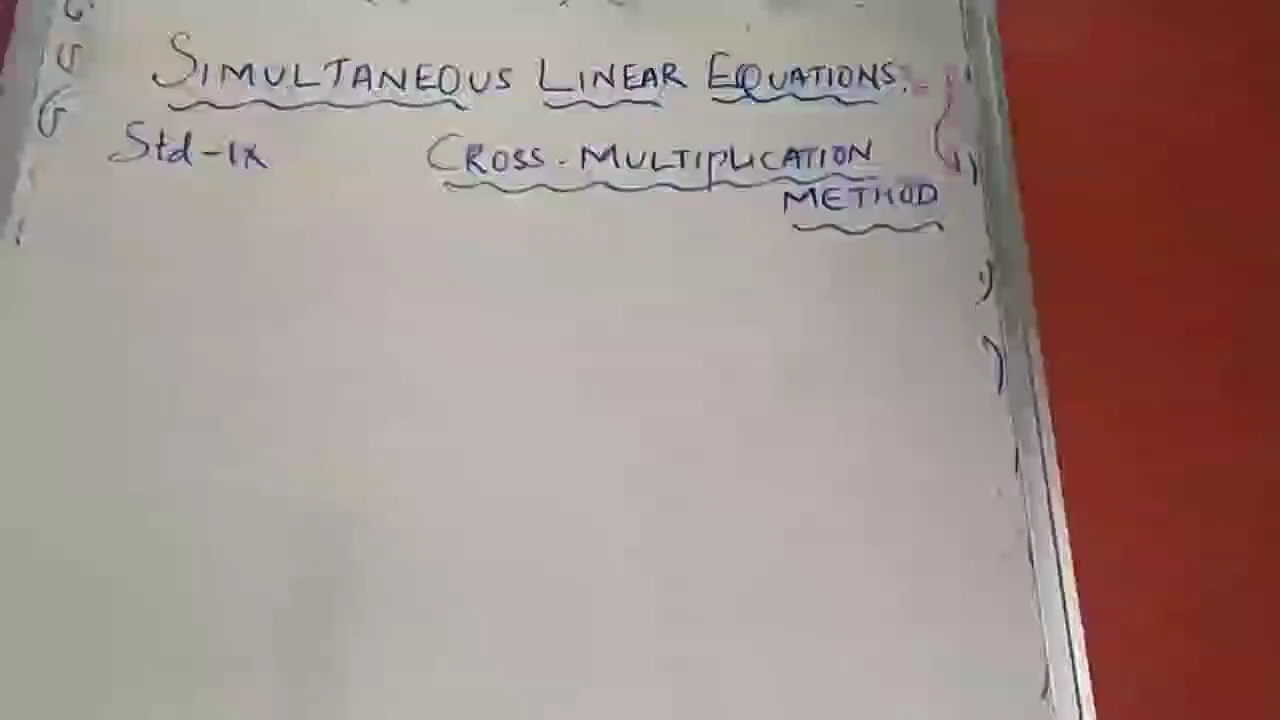 SIMULTANEOUS LINEAR EQUATIONS:-
Std-IX CROSS-MULTIPLICATION
METHOD